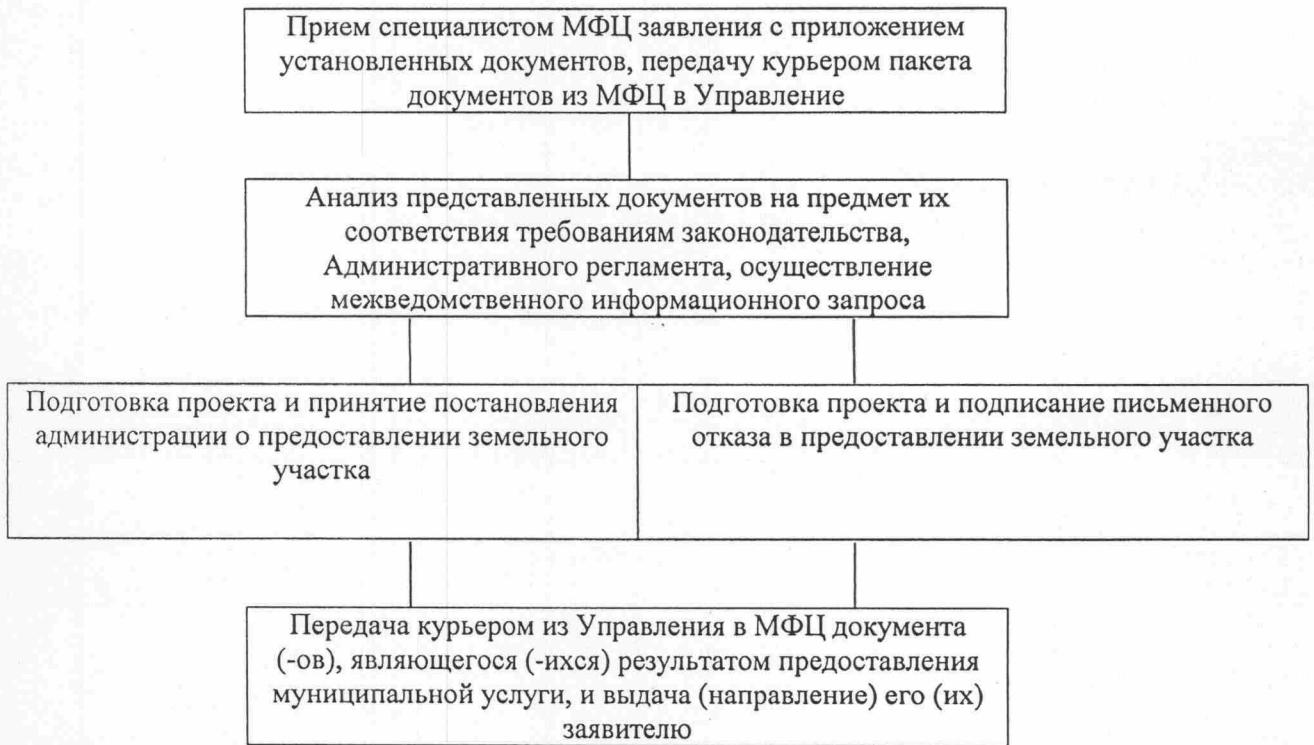 Прием специалистом МФЦ заявления с приложением
установленных документов, передачу курьером пакета
документов из МФЦ в Управление
Анализ представленных документов на предмет их
соответствия требованиям законодательства,
Административного регламента, осуществление
межведомственного информационного запроса
Подготовка проекта и принятие постановления
администрации о предоставлении земельного
участка
Подготовка проекта и подписание письменного
отказа в предоставлении земельного участка
Передача курьером из Управления в МФЦ документа
(-ов), являющегося (-ихся) результатом предоставления
муниципальной услуги, и выдача (направление) его (их)
заявителю